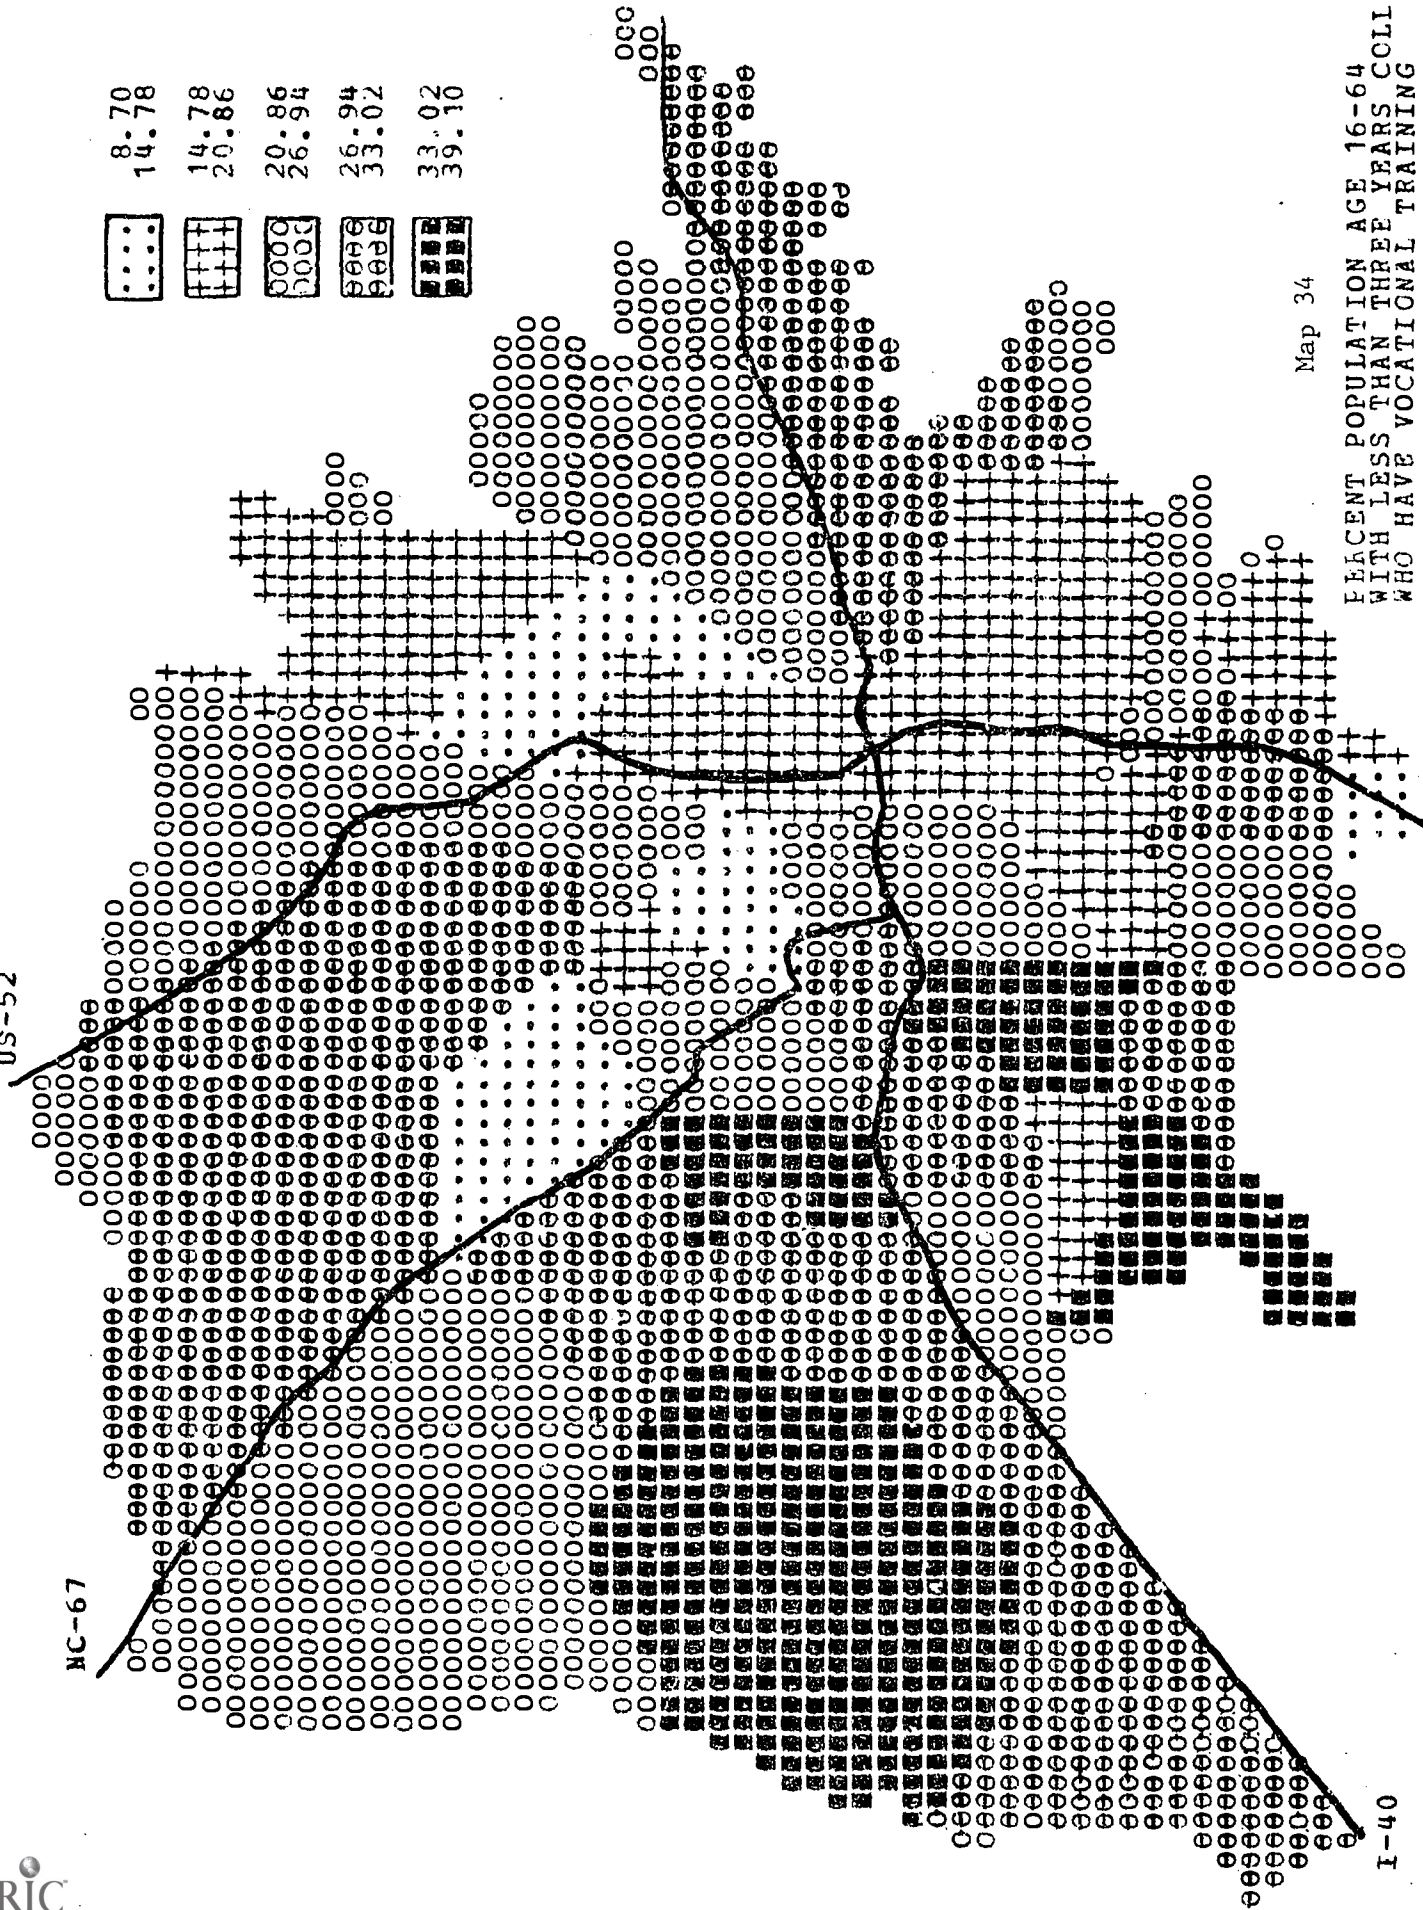 US-52
NC-67
I-40
8.70
14.78
14.78
20.86
20.86
26.94
26.94
33.02
33.02
39.10
Map 34
PERCENT POPULATION AGE 16-64
WITH LESS THAN THREE YEARS COLL
WHO HAVE VOCATIONAL TRAINING
RIC